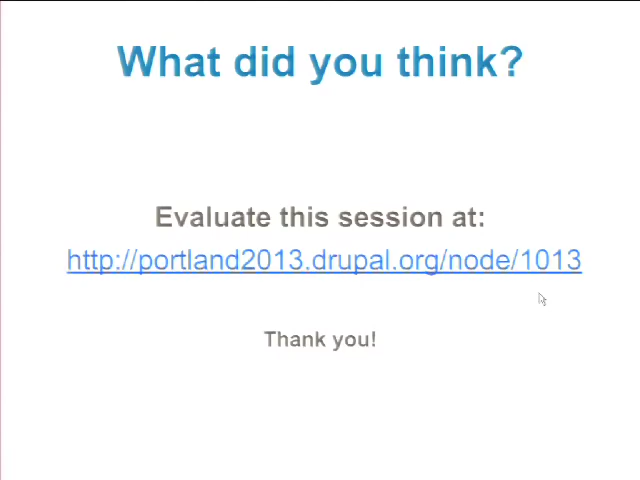 What did you think?
Evaluate this session at:
http://portland2013.drupal.org/node/1013
Thank you!